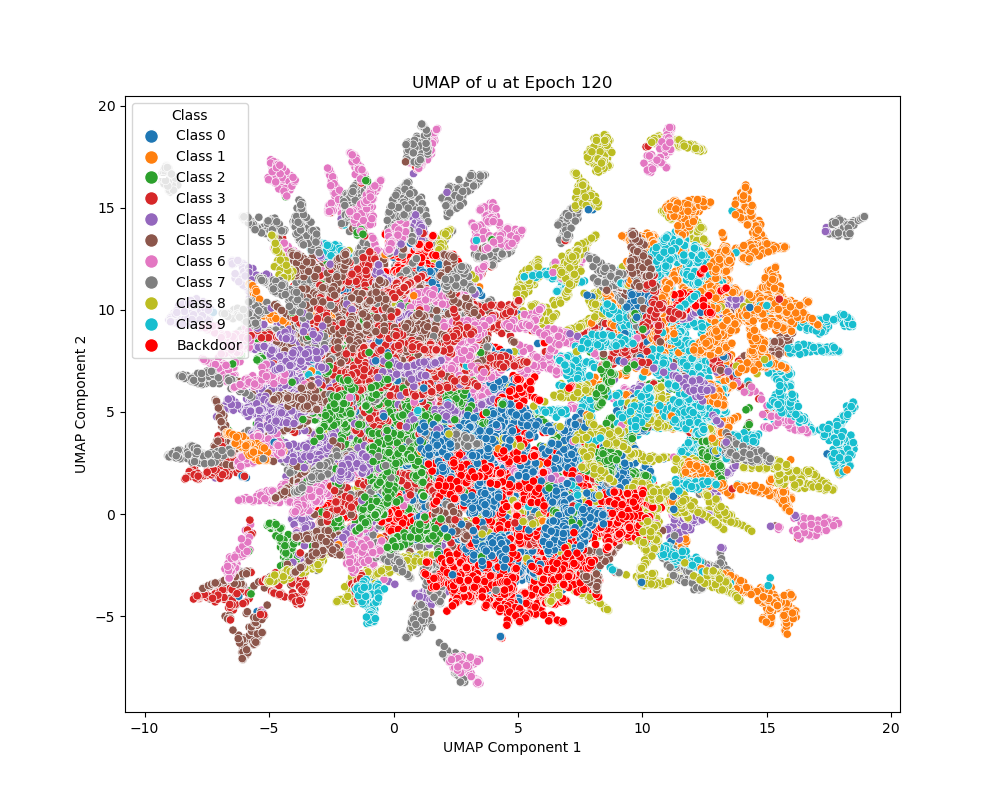 UMAP of u at Epoch 120
Class
Class 0
Class 1
Class 2
Class 3
Class 4
Class 5
Class 6
Class 7
Class 8
Class 9
Backdoor
20
15
10
5
0
−5
UMAP Component 2
−10
−5
0
5
10
15
20
UMAP Component 1